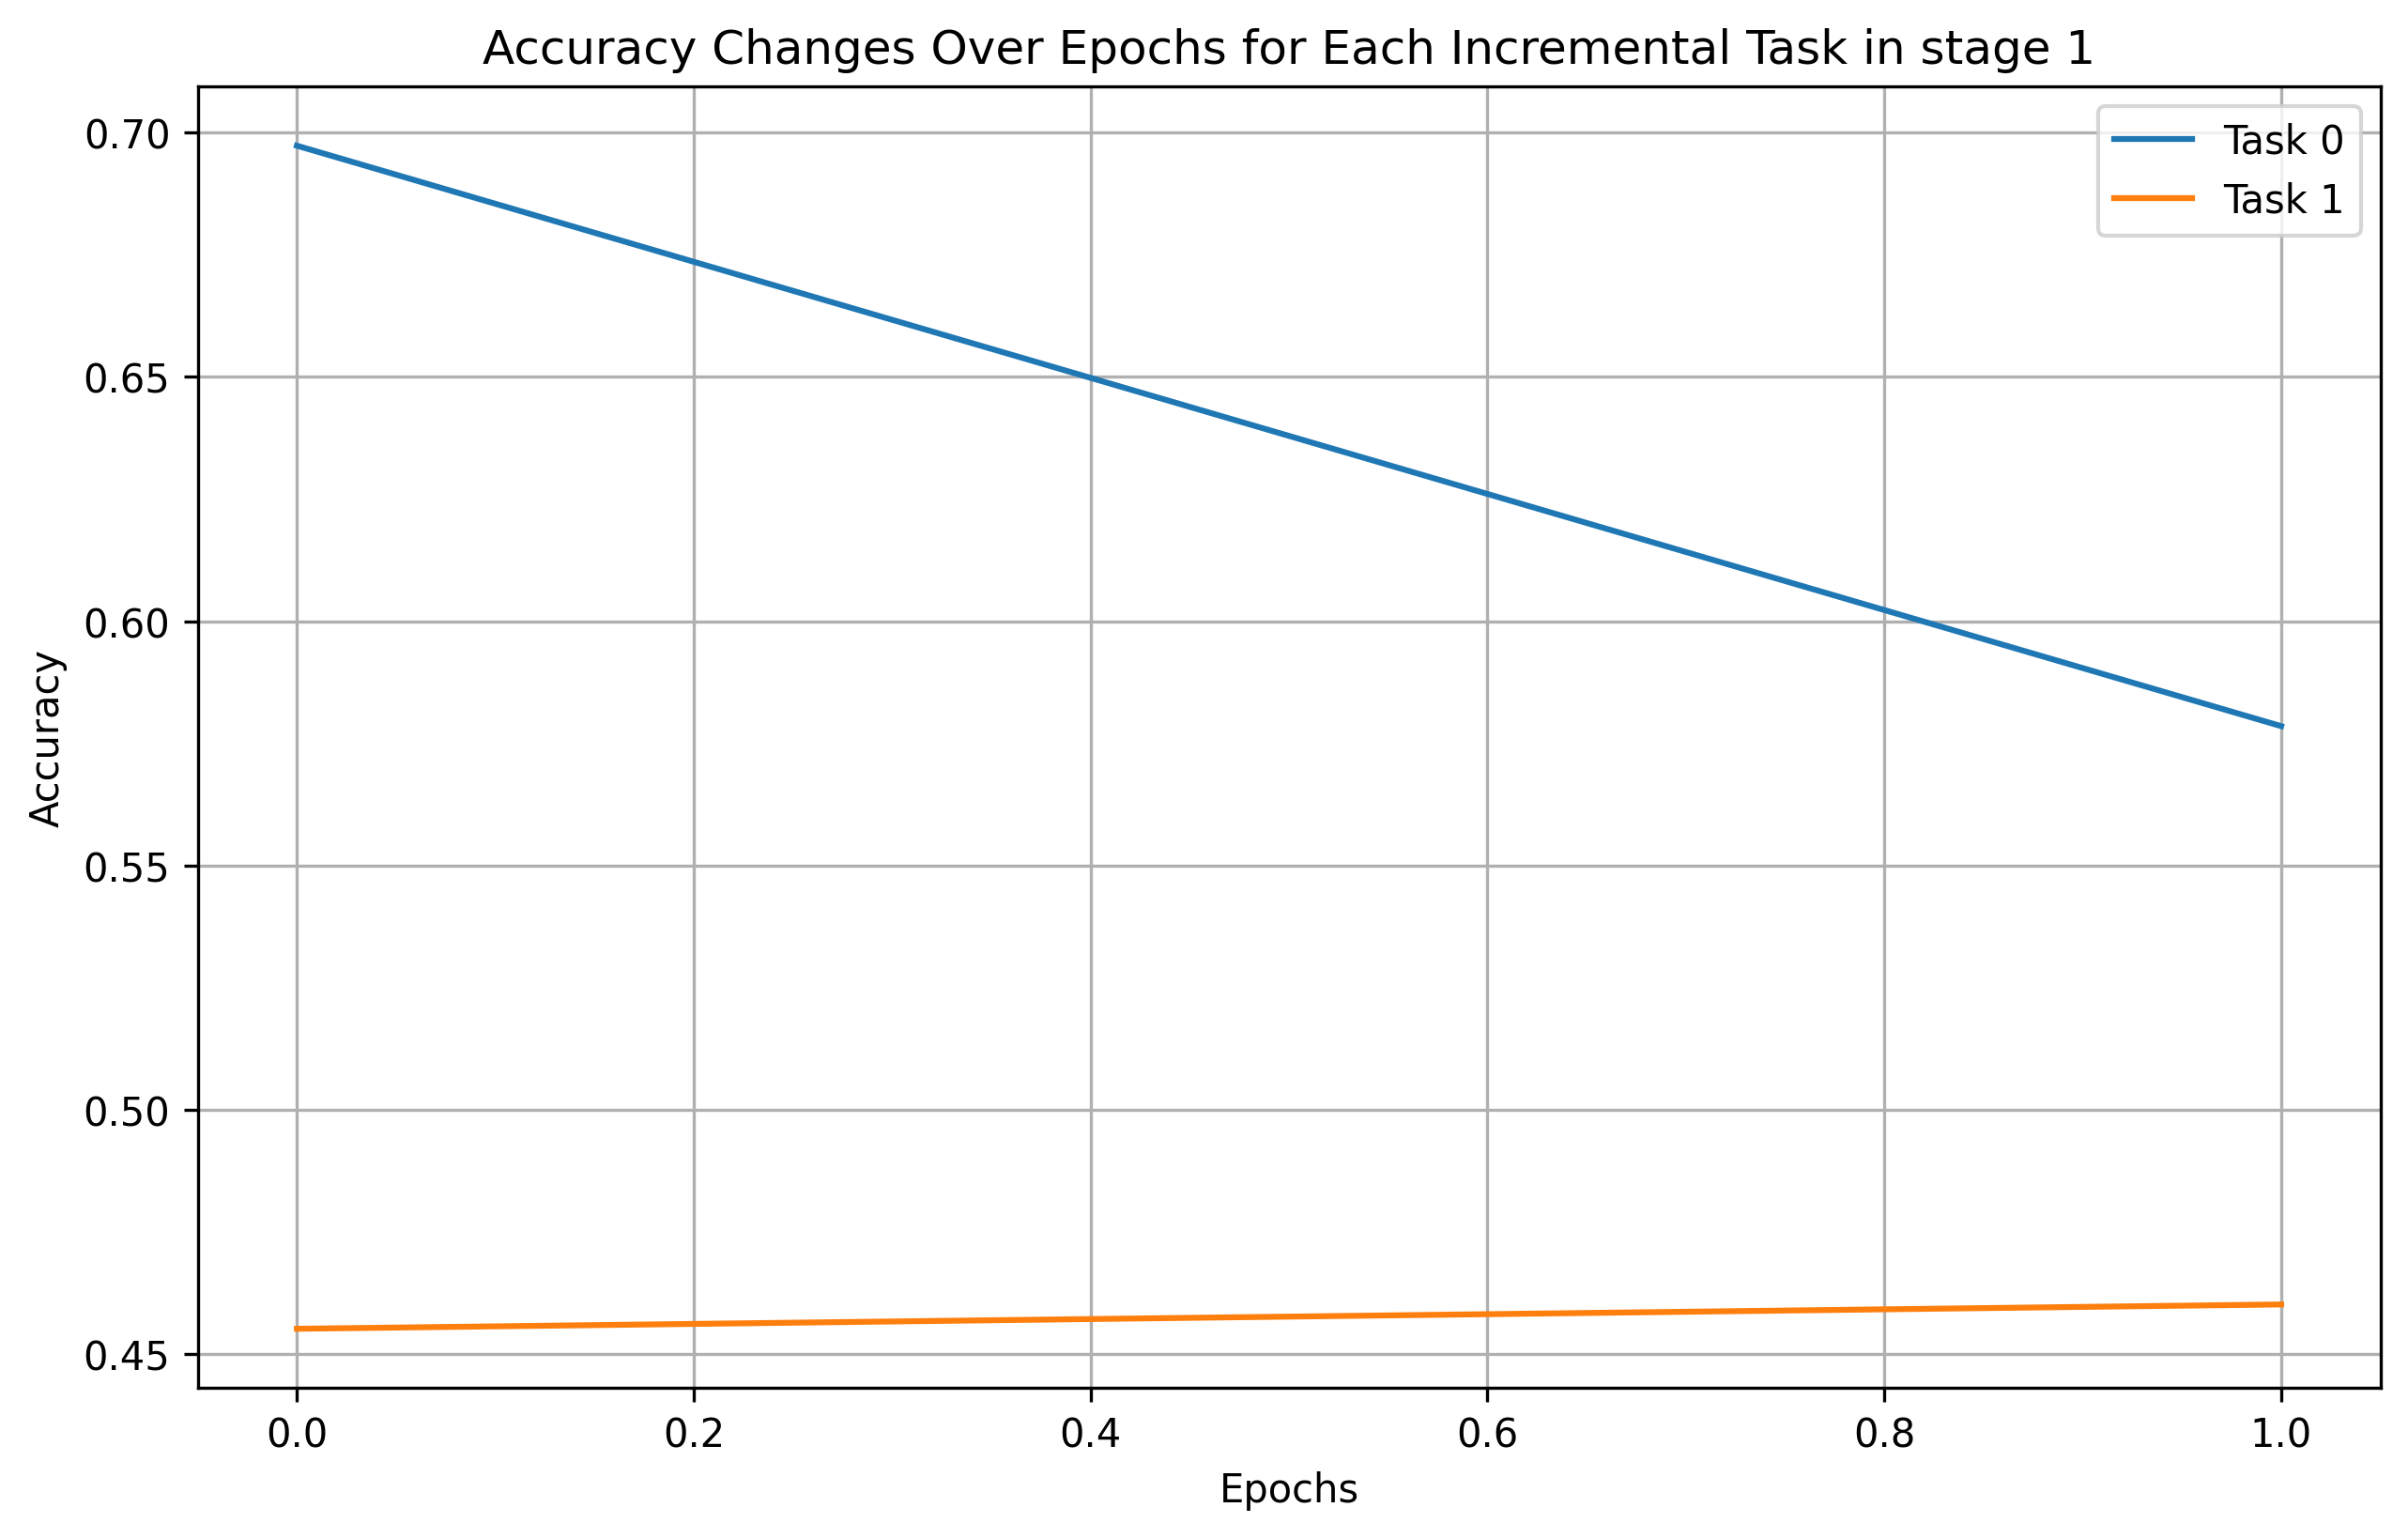 Accuracy Changes Over Epochs for Each Incremental Task in stage 1
Task 0
Task 1
0.70
0.65
0.60
0.55
0.50
0.45
Accuracy
0.0 0.2 0.4 0.6 0.8 1.0
Epochs